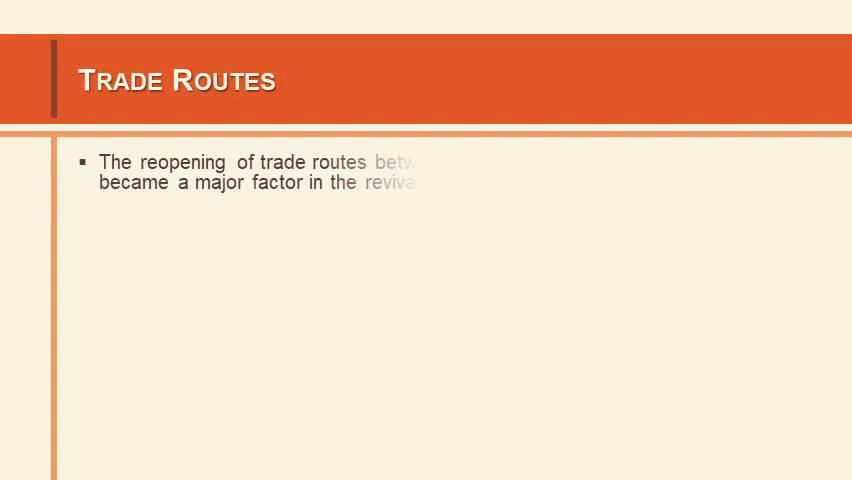 TRADE ROUTES
▪ The reopening of trade routes
became a major factor in the